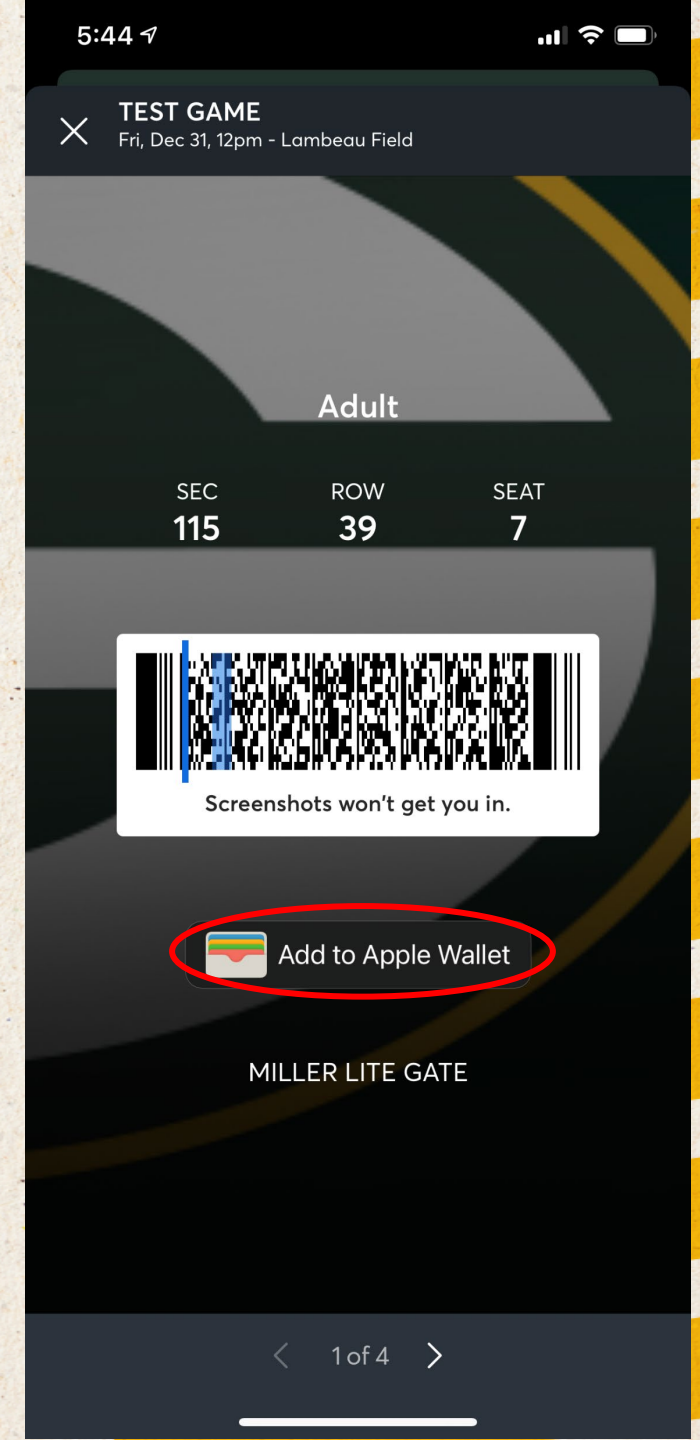 5:44
TEST GAME
Fri, Dec 31, 12pm - Lambeau Field
Adult
SEC ROW SEAT
115 39 7
Screenshots won't get you in.
Add to Apple Wallet
MILLER LITE GATE
1 of 4